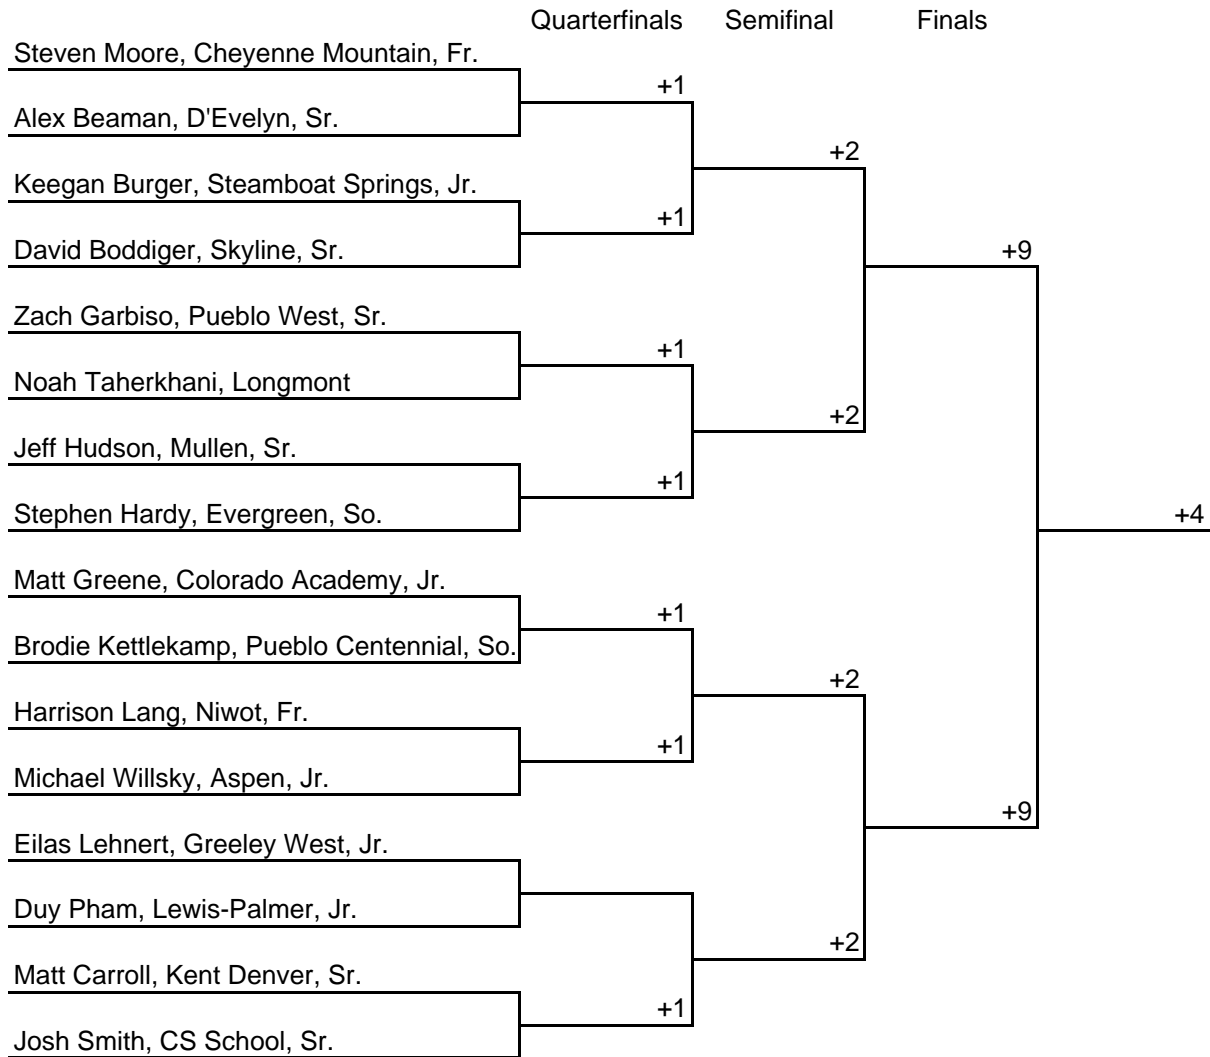 Quarterfinals Semifinal Finals
Steven Moore, Cheyenne Mountain, Fr.
+1
Alex Beaman, D'Evelyn, Sr.
+2
Keegan Burger, Steamboat Springs, Jr.
+1
David Boddiger, Skyline, Sr.
+9
Zach Garbiso, Pueblo West, Sr.
+1
Noah Taherkhani, Longmont
+2
Jeff Hudson, Mullen, Sr.
+1
Stephen Hardy, Evergreen, So.
+4
Matt Greene, Colorado Academy, Jr.
+1
Brodie Kettlekamp, Pueblo Centennial, So.
+2
Harrison Lang, Niwot, Fr.
+1
Michael Willsky, Aspen, Jr.
+9
Eilas Lehnert, Greeley West, Jr.
Duy Pham, Lewis-Palmer, Jr.
+2
Matt Carroll, Kent Denver, Sr.
+1
Josh Smith, CS School, Sr.